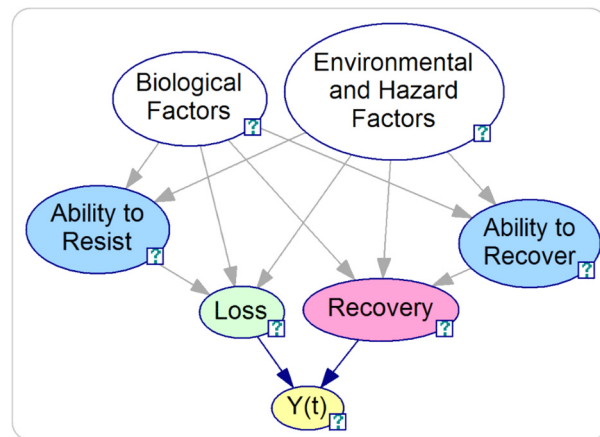 Biological
Factors
?
Environmental
and Hazard
Factors
?
Ability to
Resist
?
Ability to
Recover
?
Loss
?
Recovery
?
Y(t)
?